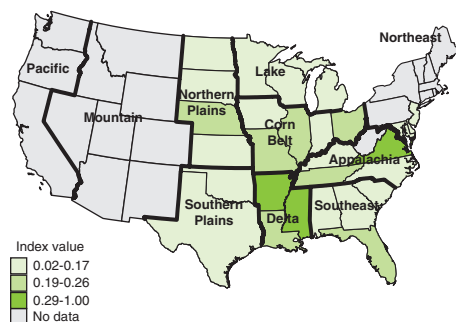 Northeast
Pacific
Lake
Mountain
Northern
Plains
Corn
Belt
Appalachia
Southern
Plains
Delta
Southeast
Index value
0.02-0.17
0.19-0.26
0.29-1.00
No data